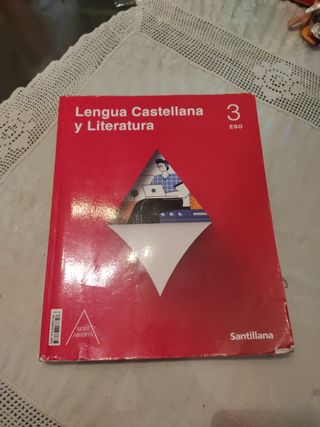 Lengua Castellana
y Literatura
3
ESO
SERIE
ABIERTA
Santillana